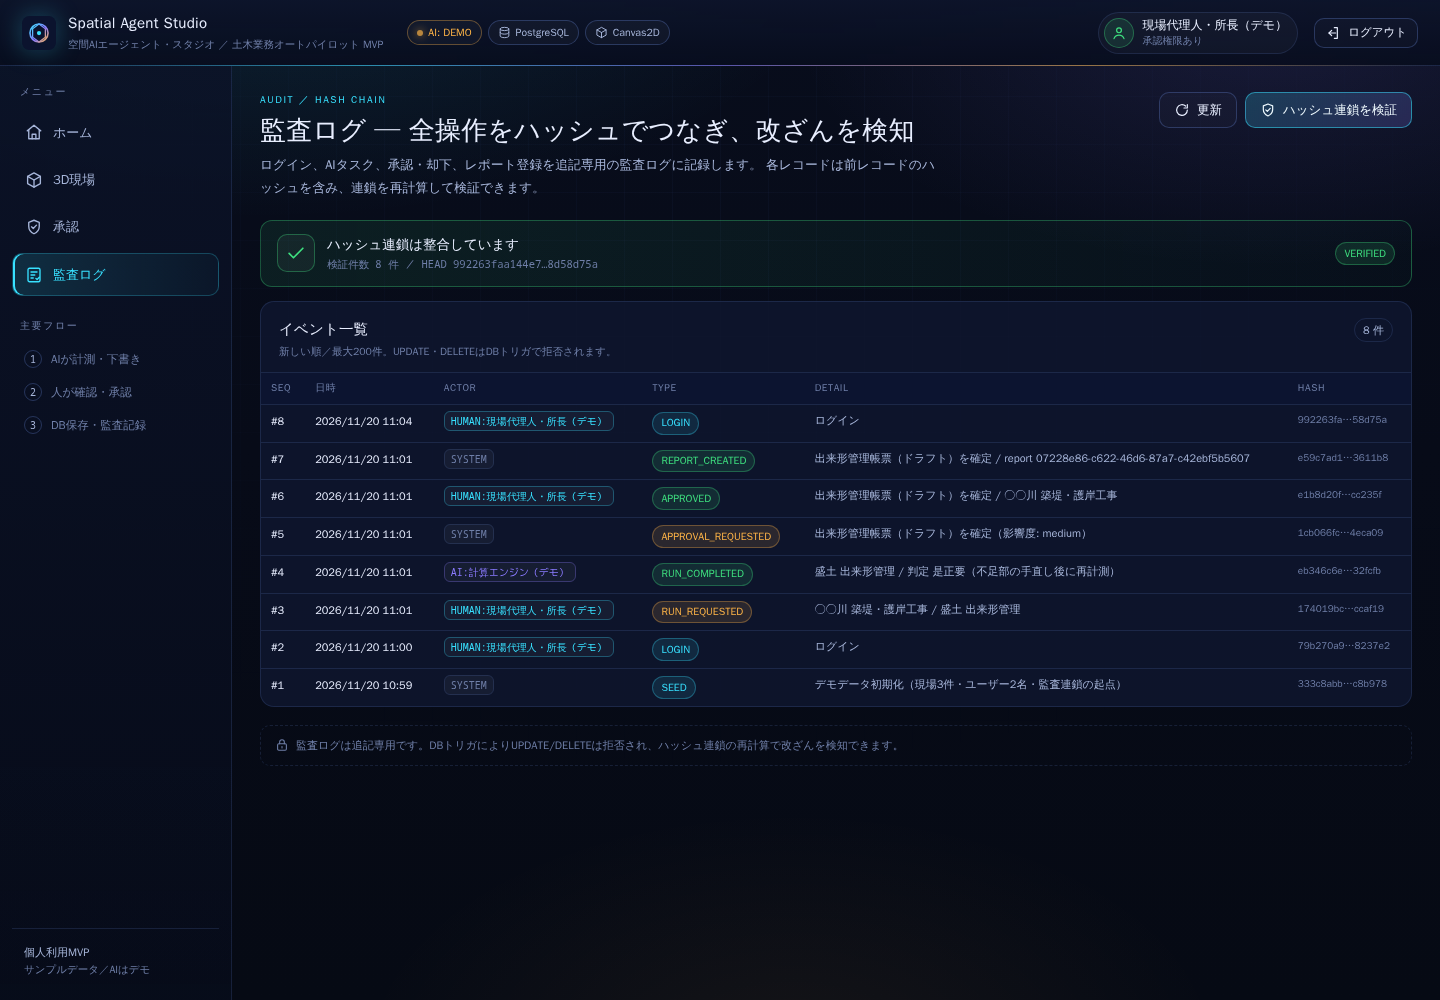 Spatial Agent Studio
空間AIエージェント・スタジオ ／ 土木業務オートパイロット MVP
AI: DEMO
PostgreSQL
Canvas2D
現場代理人・所長（デモ）
承認権限あり
ログアウト
メニュー
ホーム
3D現場
承認
監査ログ
主要フロー
1 AIが計測・下書き
2 人が確認・承認
3 DB保存・監査記録
個人利用MVP
サンプルデータ／AIはデモ
AUDIT ／ HASH CHAIN
監査ログ — 全操作をハッシュでつなぎ、改ざんを検知
ログイン、AIタスク、承認・却下、レポート登録を追記専用の監査ログに記録します。 各レコードは前レコードのハ
ッシュを含み、連鎖を再計算して検証できます。
更新
ハッシュ連鎖を検証
ハッシュ連鎖は整合しています
検証件数 8 件 ／ HEAD 992263faa144e7…8d58d75a
VERIFIED
イベント一覧
新しい順／最大200件。UPDATE・DELETEはDBトリガで拒否されます。
8 件
SEQ 日時 ACTOR TYPE DETAIL HASH
#8 2026/11/20 11:04 HUMAN:現場代理人・所長（デモ） LOGIN ログイン 992263fa…58d75a
#7 2026/11/20 11:01 SYSTEM REPORT_CREATED 出来形管理帳票（ドラフト）を確定 / report 07228e86-c622-46d6-87a7-c42ebf5b5607 e59c7ad1…3611b8
#6 2026/11/20 11:01 HUMAN:現場代理人・所長（デモ） APPROVED 出来形管理帳票（ドラフト）を確定 / 〇〇川 築堤・護岸工事 e1b8d20f…cc235f
#5 2026/11/20 11:01 SYSTEM APPROVAL_REQUESTED 出来形管理帳票（ドラフト）を確定（影響度: medium） 1cb066fc…4eca09
#4 2026/11/20 11:01 AI:計算エンジン（デモ） RUN_COMPLETED 盛土 出来形管理 / 判定 是正要（不足部の手直し後に再計測） eb346c6e…32fcfb
#3 2026/11/20 11:01 HUMAN:現場代理人・所長（デモ） RUN_REQUESTED 〇〇川 築堤・護岸工事 / 盛土 出来形管理 174019bc…ccaf19
#2 2026/11/20 11:00 HUMAN:現場代理人・所長（デモ） LOGIN ログイン 79b270a9…8237e2
#1 2026/11/20 10:59 SYSTEM SEED デモデータ初期化（現場3件・ユーザー2名・監査連鎖の起点） 333c8abb…c8b978
監査ログは追記専用です。DBトリガによりUPDATE/DELETEは拒否され、ハッシュ連鎖の再計算で改ざんを検知できます。